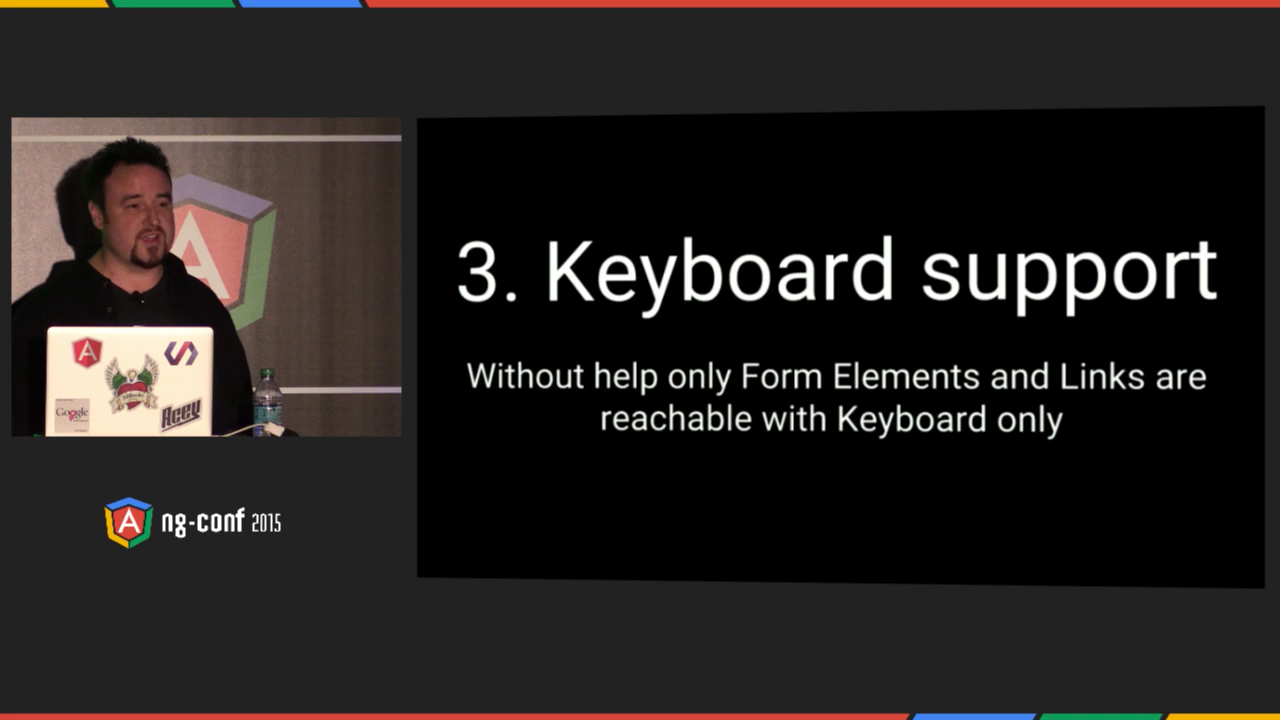 3. Keyboard support
Without help only Form Elements and Links are
reachable with Keyboard only
A
A
Google
Acey
A
ng-conf 2015